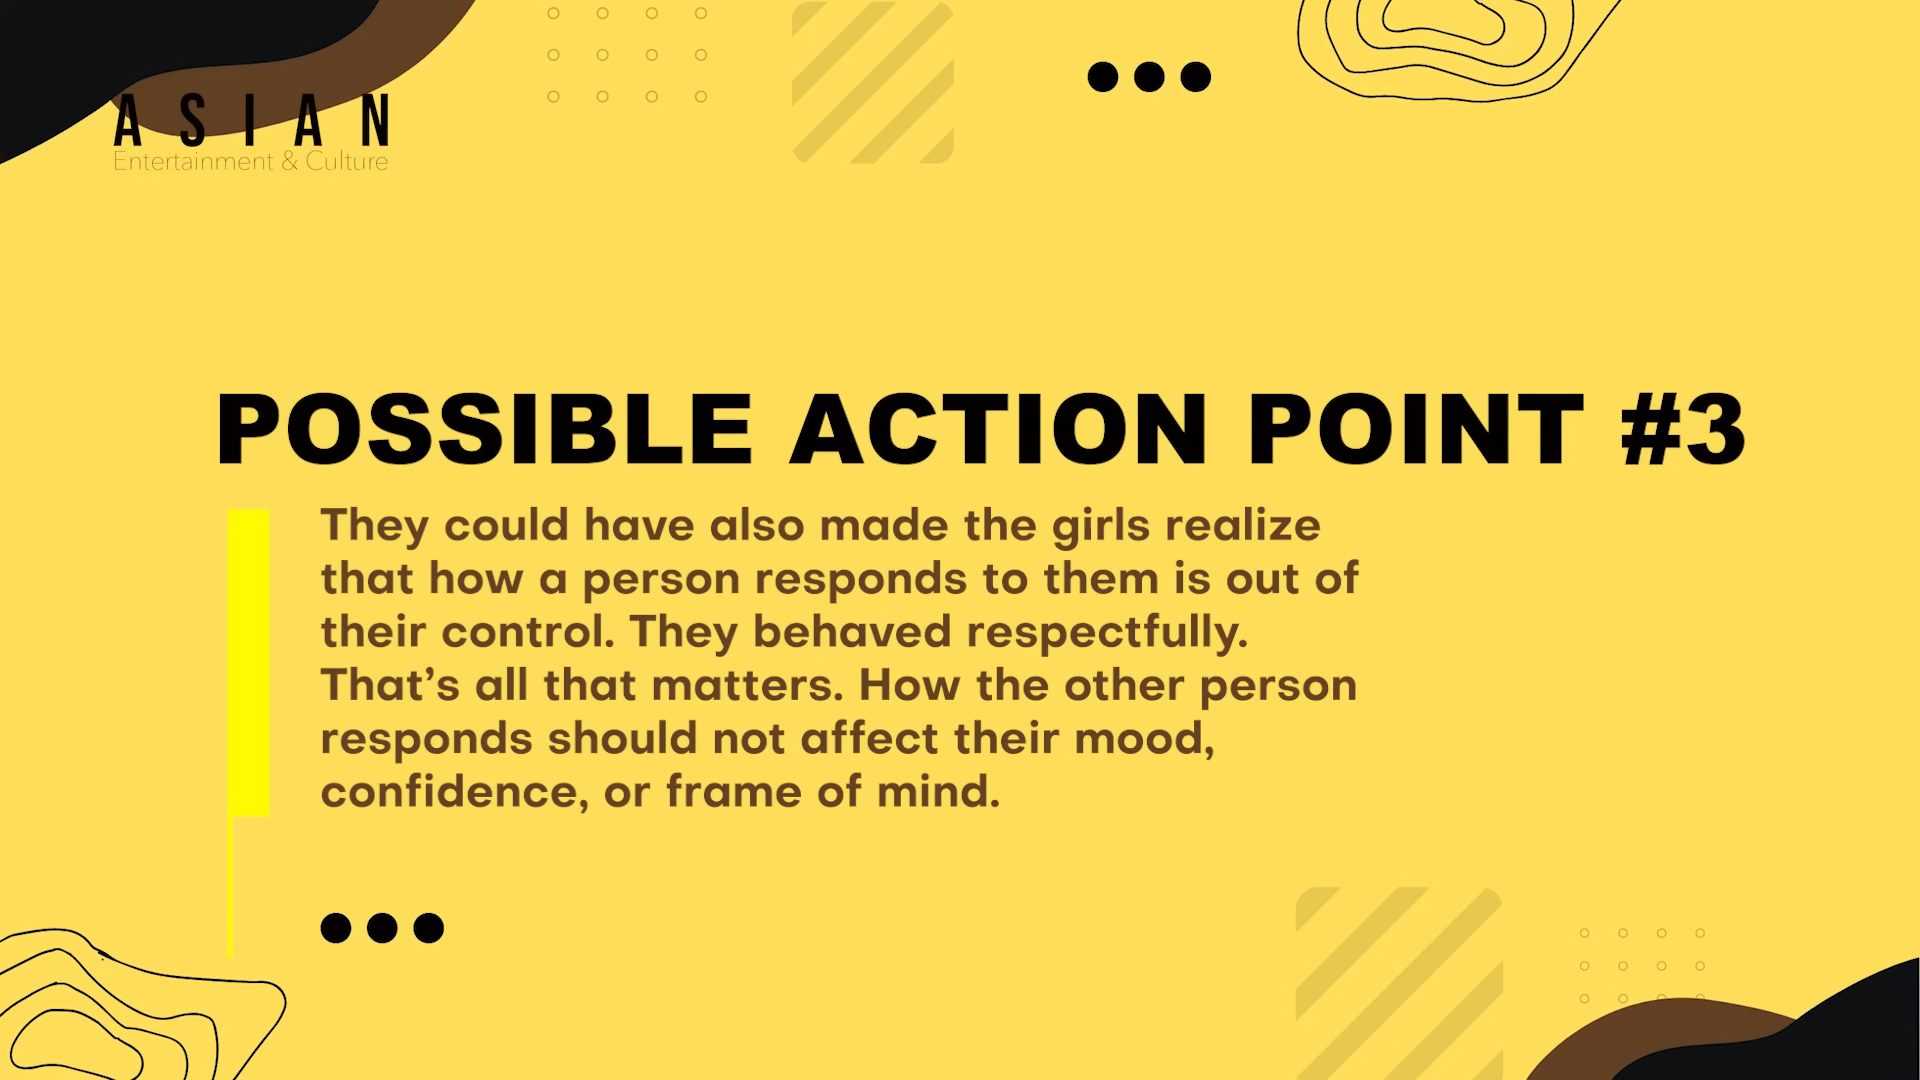 ASIAN
Entertainment & Culture
POSSIBLE ACTION POINT #3
They could have also made the girls realize
that how a person responds to them is out of
their control. They behaved respectfully.
That’s all that matters. How the other person
responds should not affect their mood,
confidence, or frame of mind.